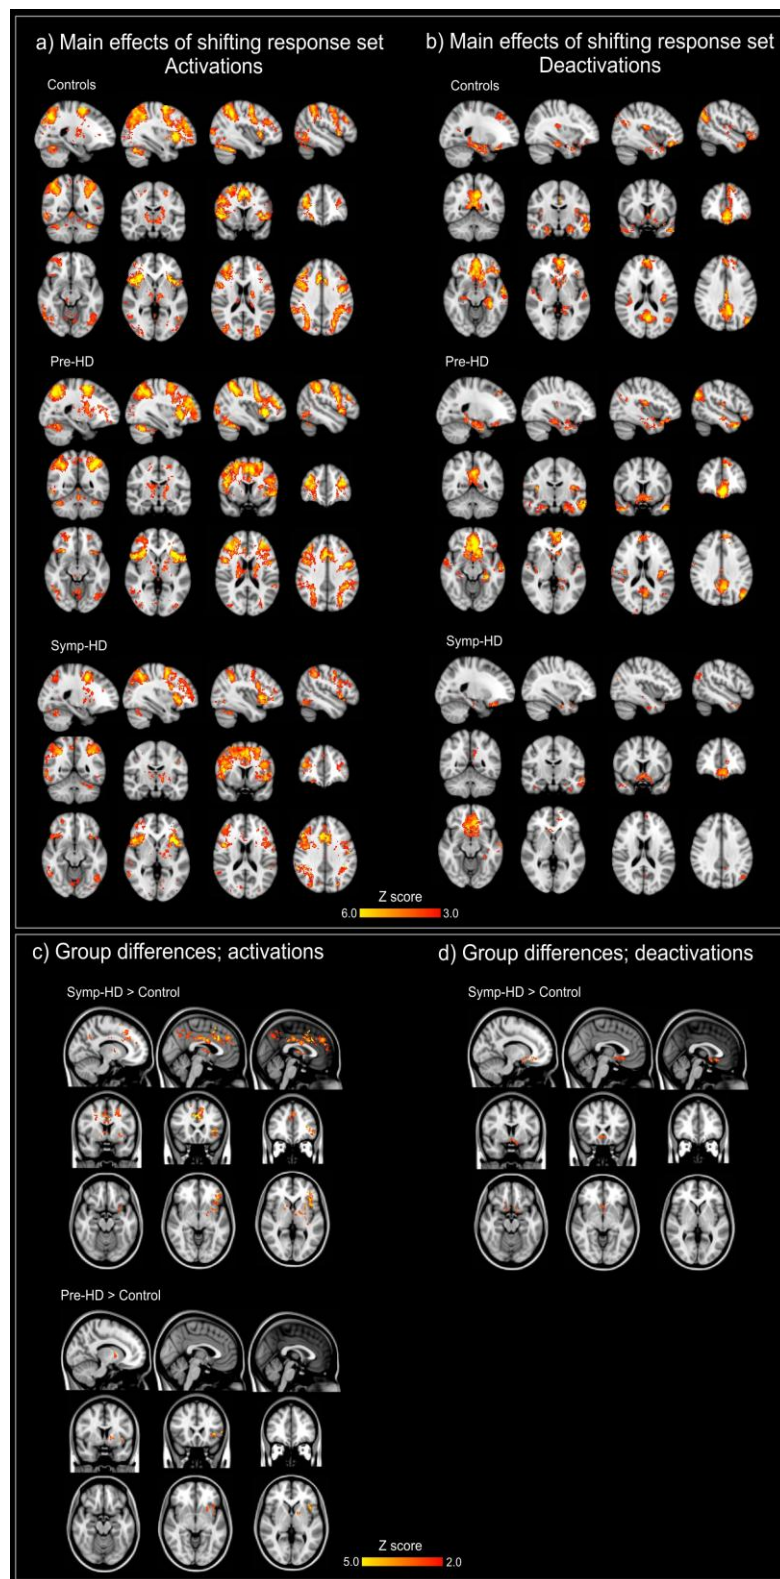 a) Main effects of shifting response set
Activations
Controls
Pre-HD
Symp-HD
b) Main effects of shifting response set
Deactivations
Controls
Pre-HD
Symp-HD
Z score
6.0 3.0
c) Group differences; activations
Symp-HD > Control
Pre-HD > Control
d) Group differences; deactivations
Symp-HD > Control
Z score
5.0 2.0